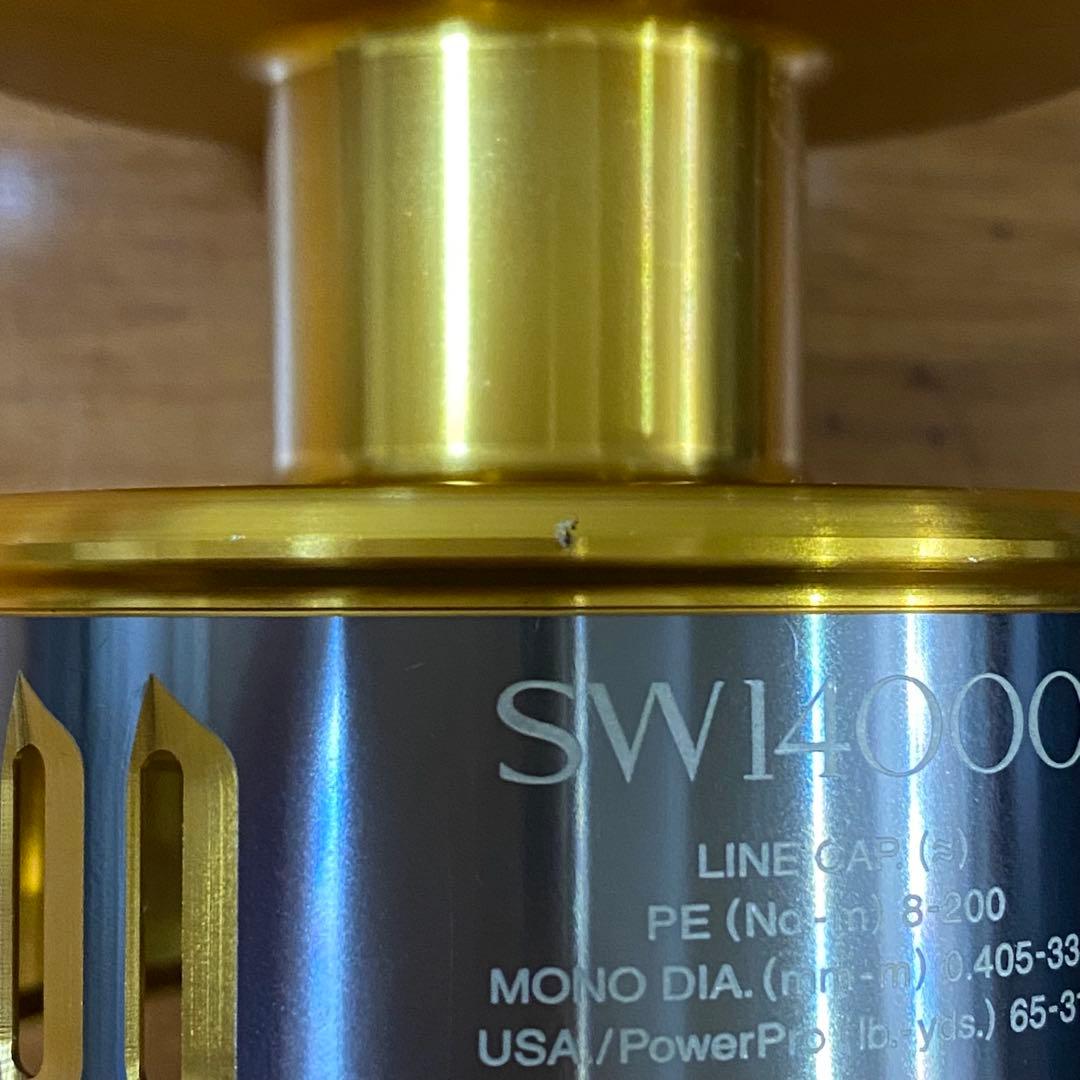 SW14000
LINE CAP. (≈)
PE (No.-m) 8-200
MONO DIA. (mm-m) 0.405-33
USA./PowerPro lb.-yds.) 65-3